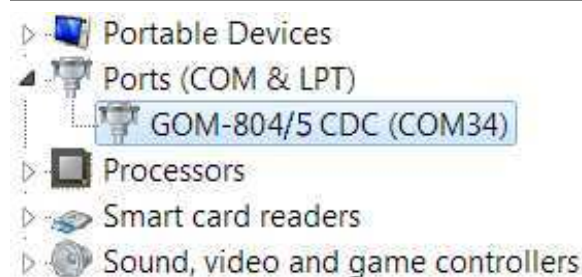 Portable Devices
Ports (COM & LPT)
GOM-804/5 CDC (COM34)
Processors
Smart card readers
Sound, video and game controllers